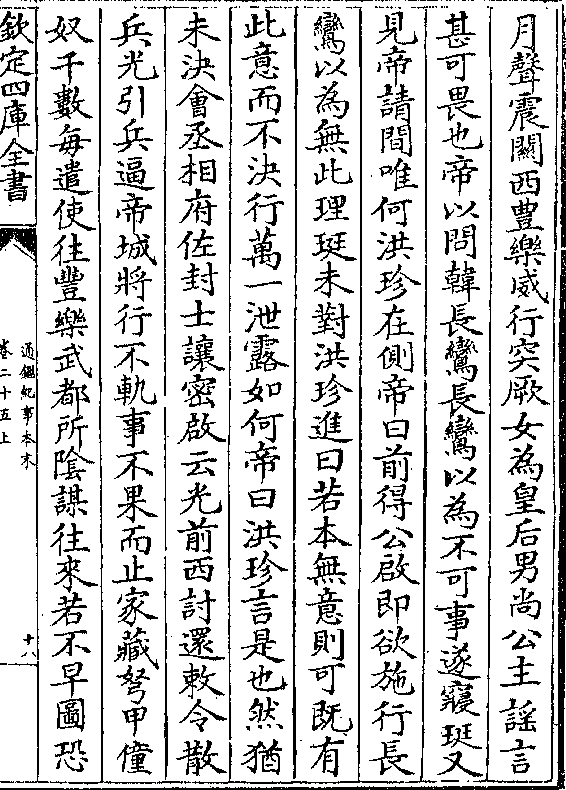 月聲震關西豐樂威行突厥女為皇后男尚公主謡言
甚可畏也帝以問韓長鸞長鸞以為不可事遂寢珽又
見帝請間唯何洪珍在側帝曰前得公啟即欲施行長
鸞以為無此理珽未對洪珍進曰若本無意則可既有
此意而不決行萬一泄露如何帝曰洪珍言是也然猶
未決會丞相府佐封士讓密啟云光前西討還敕令散
兵光引兵逼帝城將行不軌事不果而止家藏弩甲僮
奴千數每遣使往豐樂武都所陰謀往來若不早圖恐
欽定四庫全書
通鑑紀事本末
卷二十五上
十八